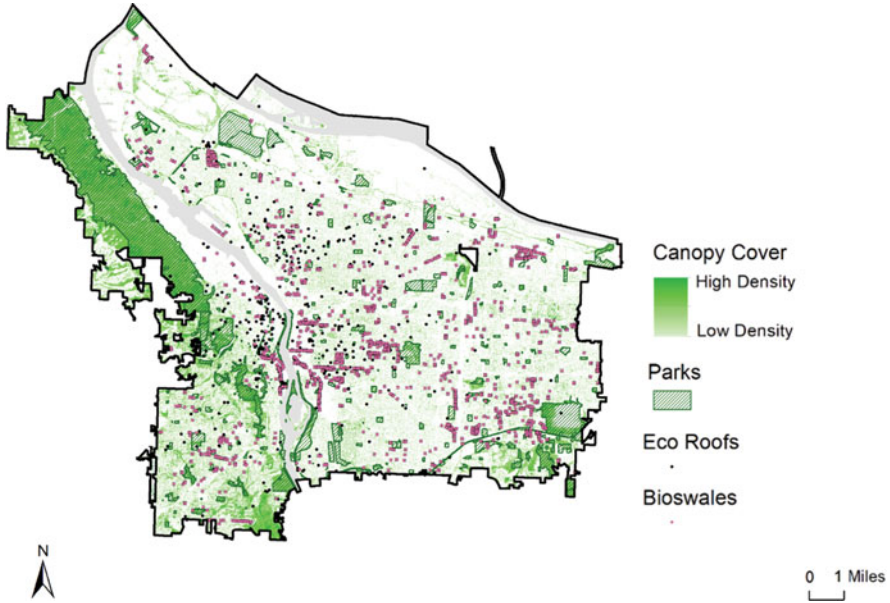 Canopy Cover
High Density
Low Density
Parks
Eco Roofs
Bioswales
N
0 1 Miles